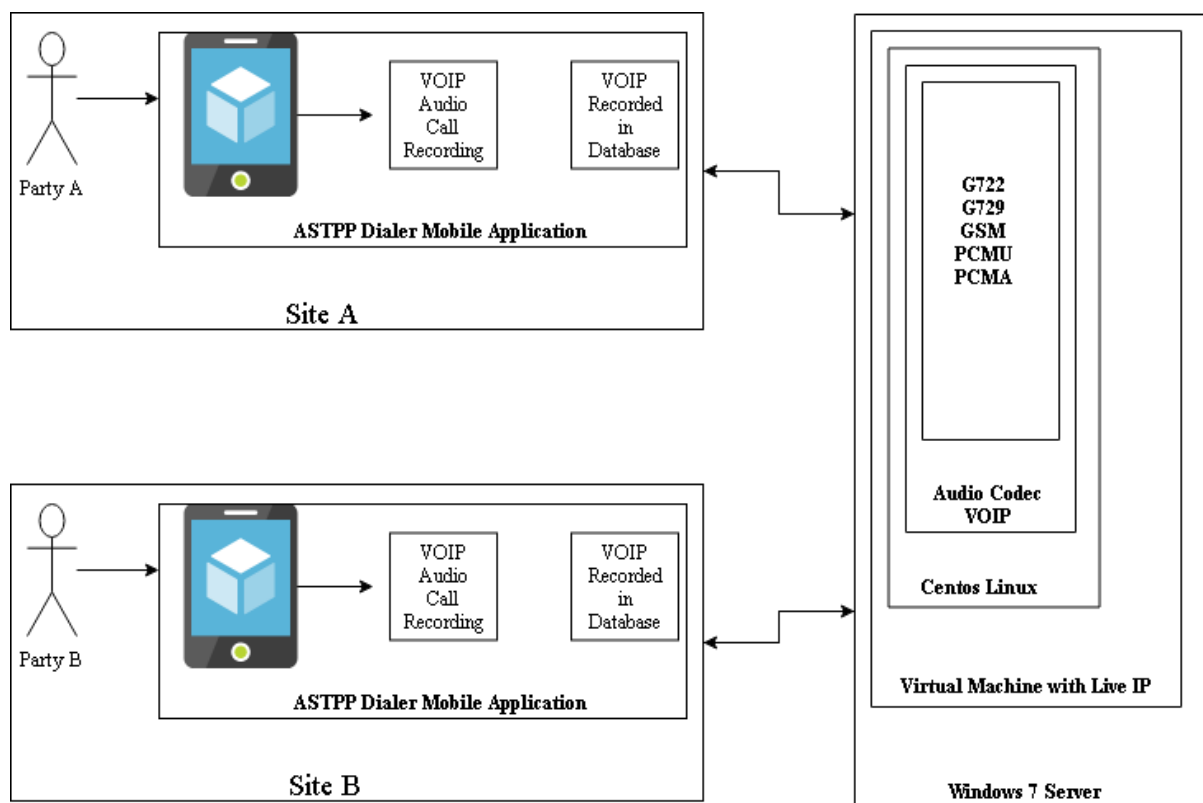 Party A
VOIP
Audio
Call
Recording
VOIP
Recorded
in
Database
ASTPP Dialer Mobile Application
Site A
Party B
VOIP
Audio
Call
Recording
VOIP
Recorded
in
Database
ASTPP Dialer Mobile Application
Site B
G722
G729
GSM
PCMU
PCMA
Audio Codec
VOIP
Centos Linux
Virtual Machine with Live IP
Windows 7 Server